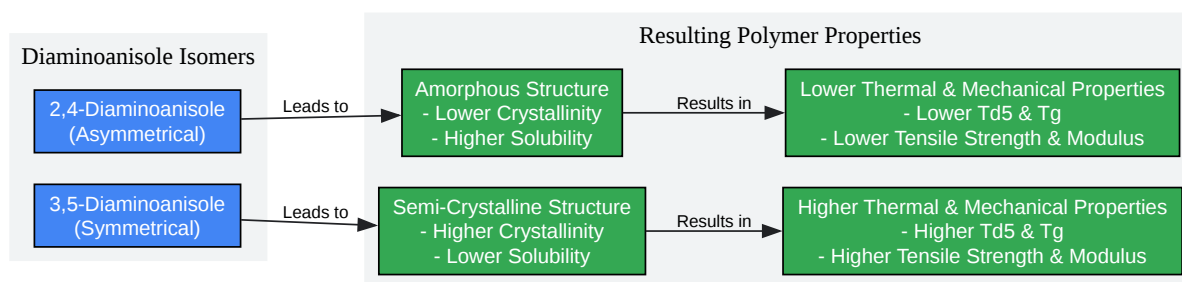 Diaminoanisole Isomers
2,4-Diaminoanisole
(Asymmetrical)
3,5-Diaminoanisole
(Symmetrical)
Leads to
Leads to
Resulting Polymer Properties
Amorphous Structure
- Lower Crystallinity
- Higher Solubility
Results in
Lower Thermal & Mechanical Properties
- Lower Td5 & Tg
- Lower Tensile Strength & Modulus
Semi-Crystalline Structure
- Higher Crystallinity
- Lower Solubility
Results in
Higher Thermal & Mechanical Properties
- Higher Td5 & Tg
- Higher Tensile Strength & Modulus